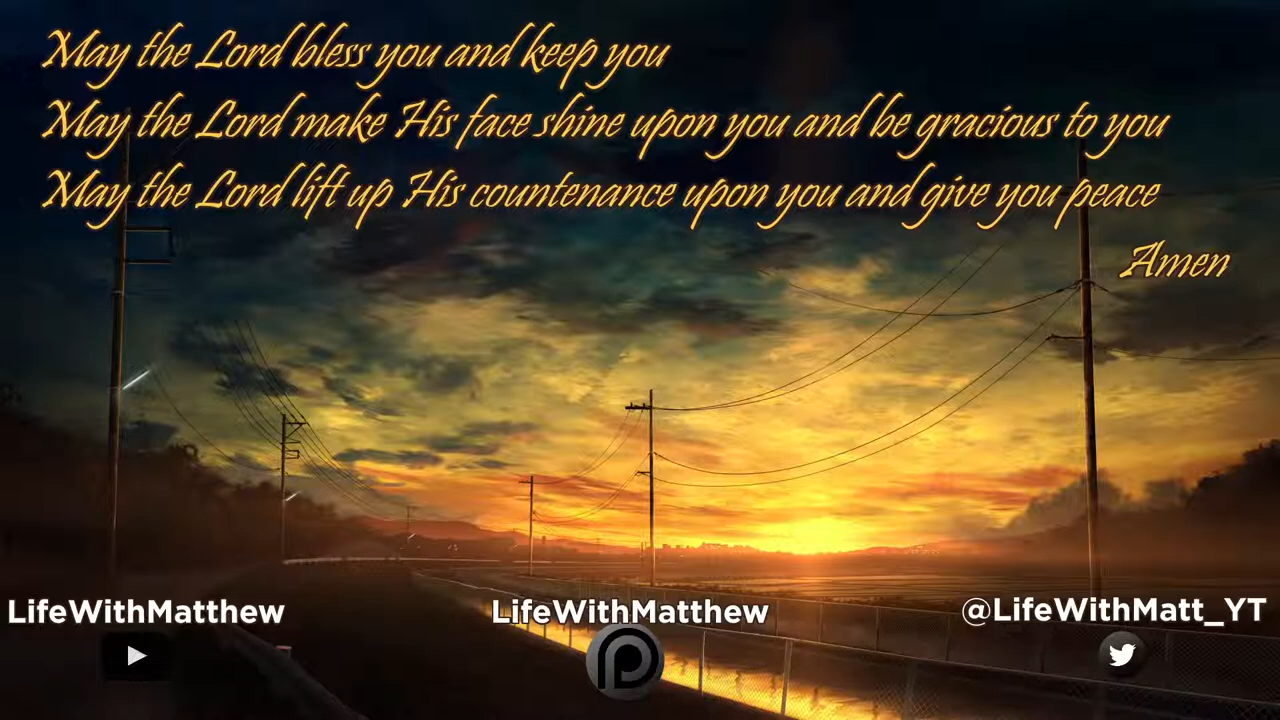 May the Lord bless you and keep you
May the Lord make His face shine upon you and be gracious to you
May the Lord lift up His countenance upon you and give you peace
Amen
LifeWithMatthew
LifeWithMatthew
@LifeWithMatt_YT